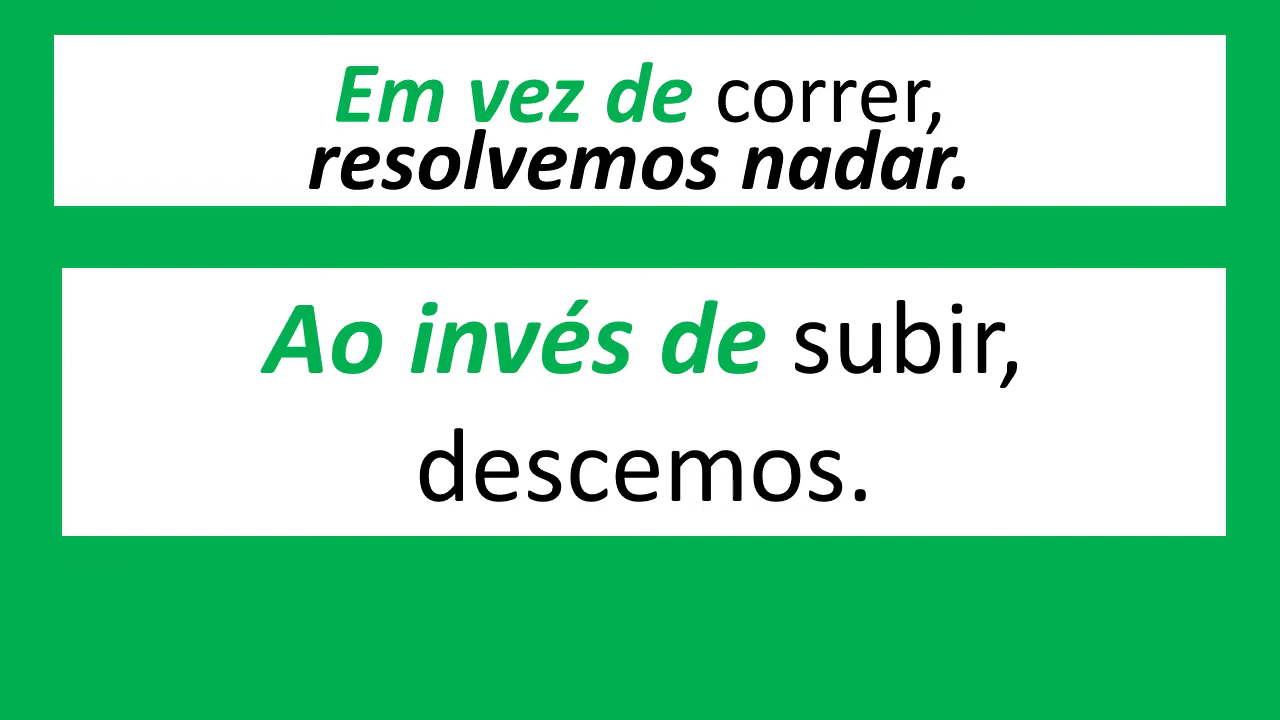 Em vez de correr,
resolvemos nadar.
Ao invés de subir,
descemos.